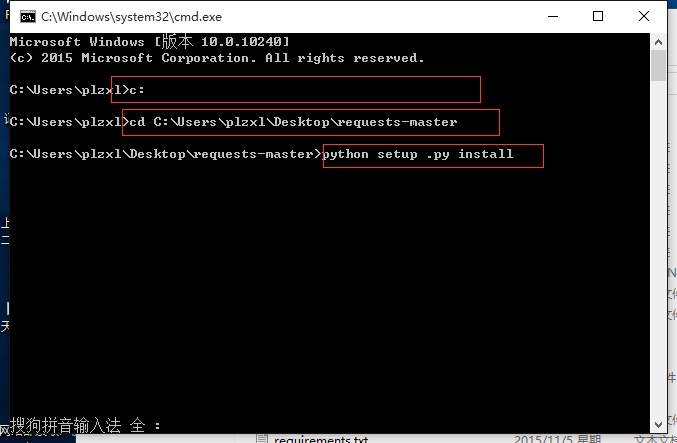 C:\Windows\system32\cmd.exe
Microsoft Windows [版本 10.0.10240]
(c) 2015 Microsoft Corporation. All rights reserved.
C:\Users\plzxl>c:
C:\Users\plzxl>cd C:\Users\plzxl\Desktop\requests-master
C:\Users\plzxl\Desktop\requests-master>python setup .py install
搜狗拼音输入法 全 :
requirements.txt
2015/11/5 星期
文本文档